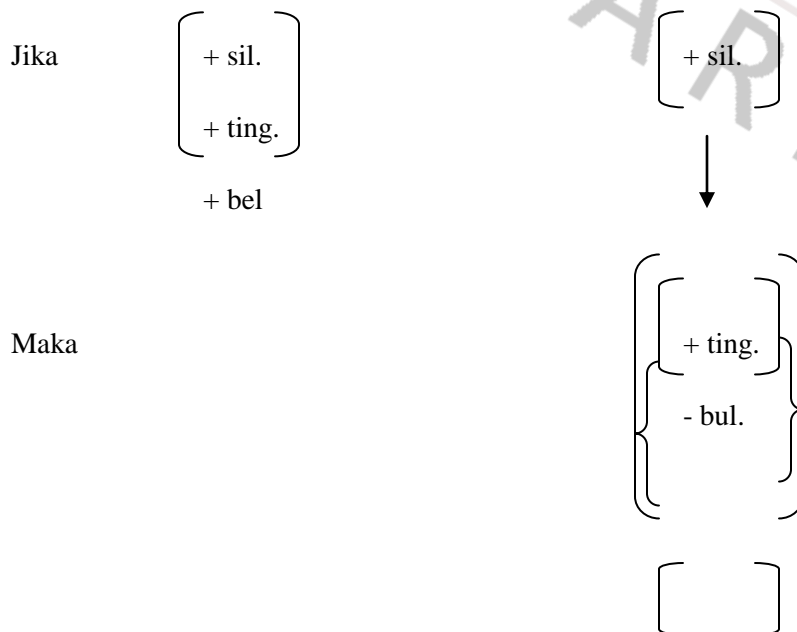 Jika + sil. + sil.
+ ting.
+ bel
Maka + ting.
- bul.